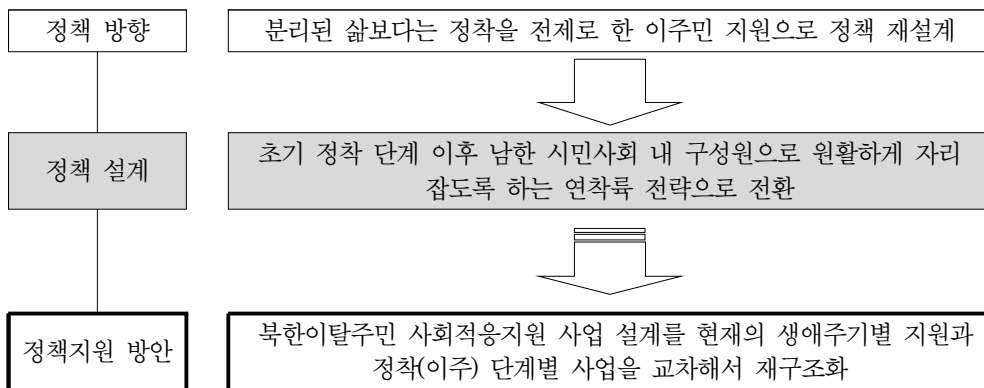 정책 방향
분리된 삶보다는 정착을 전제로 한 이주민 지원으로 정책 재설계
정책 설계
초기 정착 단계 이후 남한 시민사회 내 구성원으로 원활하게 자리
잡도록 하는 연착륙 전략으로 전환
정책지원 방안
북한이탈주민 사회적응지원 사업 설계를 현재의 생애주기별 지원과
정착(이주) 단계별 사업을 교차해서 재구조화